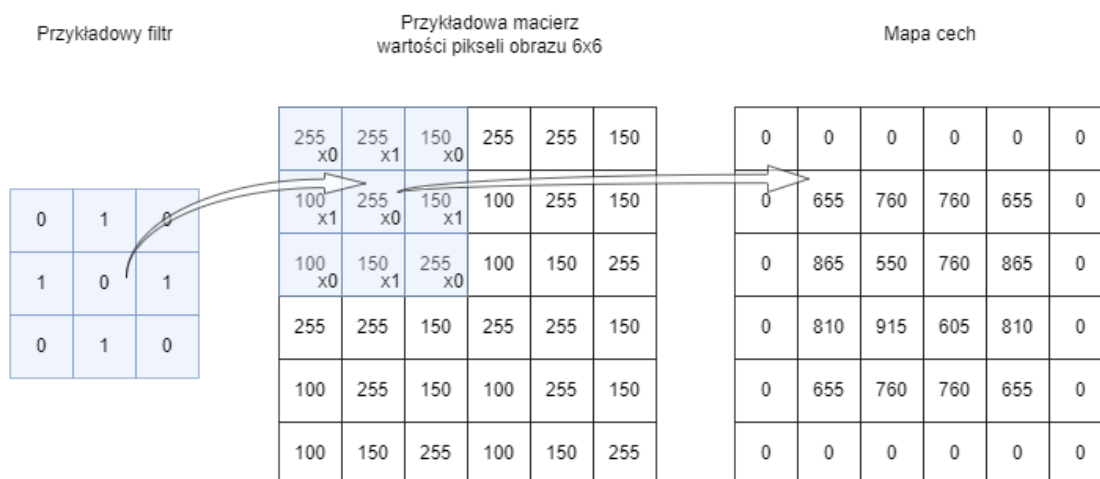 Przykładowy filtr
Przykładowa macierz
wartości pikseli obrazu 6x6
Mapa cech
0 1 0
1 0 1
0 1 0
255 x0 255 x1 150 x0 255 255 150
100 x1 255 x0 150 x1 100 255 150
100 x0 150 x1 255 x0 100 150 255
255 255 150 255 255 150
100 255 150 100 255 150
100 150 255 100 150 255
0 0 0 0 0 0
0 655 760 760 655 0
0 865 550 760 865 0
0 810 915 605 810 0
0 655 760 760 655 0
0 0 0 0 0 0